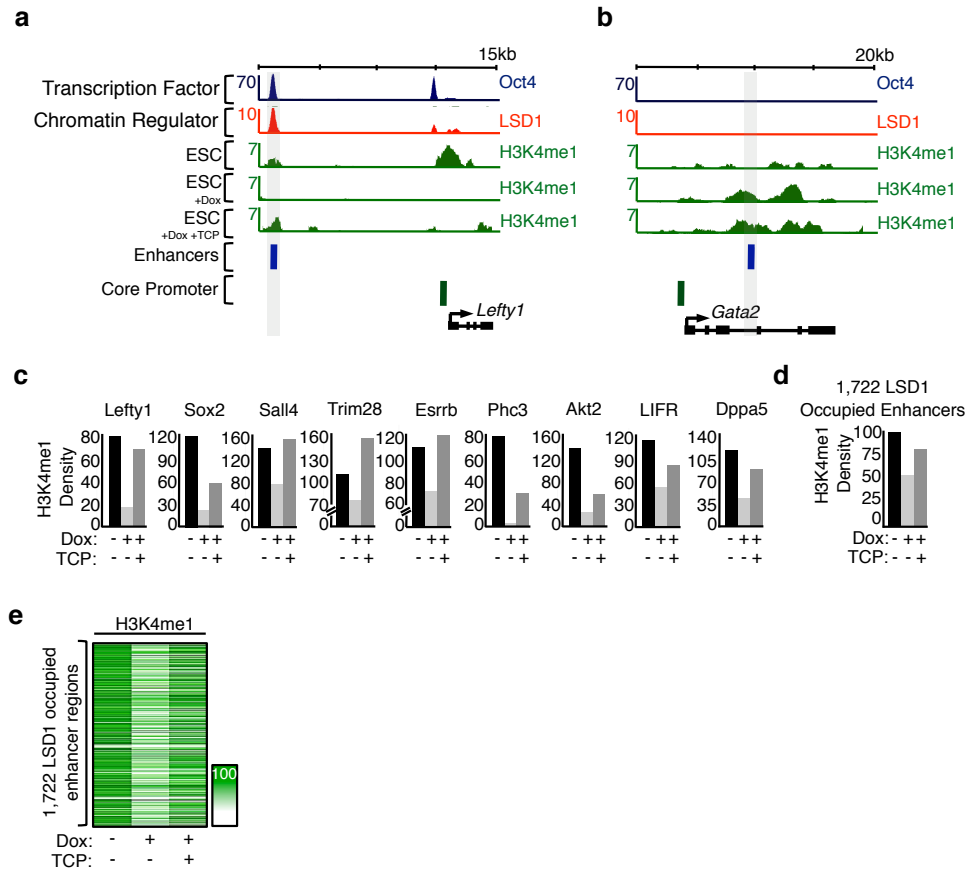 a
15kb
Transcription Factor
70
Oct4
Chromatin Regulator
10
LSD1
ESC
7
H3K4me1
ESC
+Dox
7
H3K4me1
ESC
+Dox +TCP
7
H3K4me1
Enhancers
Core Promoter
Lefty1
b
20kb
70
Oct4
10
LSD1
7
H3K4me1
7
H3K4me1
7
H3K4me1
Gata2
c
H3K4me1
Density
Lefty1
80
60
40
20
0
Sox2
120
90
60
30
0
Sall4
160
120
80
40
0
Trim28
160
130
100
70
0
Esrrb
120
100
80
60
0
Phc3
80
60
40
20
0
Akt2
160
120
80
40
0
LIFR
120
90
60
30
0
Dppa5
140
105
70
35
0
Dox: - + + - + + - + + - + + - + + - + + - + + - + + - + +
TCP: - - + - - + - - + - - + - - + - - + - - + - - + - - +
d
1,722 LSD1
Occupied Enhancers
H3K4me1
Density
100
75
50
25
0
Dox: - + +
TCP: - - +
e
H3K4me1
1,722 LSD1 occupied
enhancer regions
100
Dox: - + +
TCP: - - +